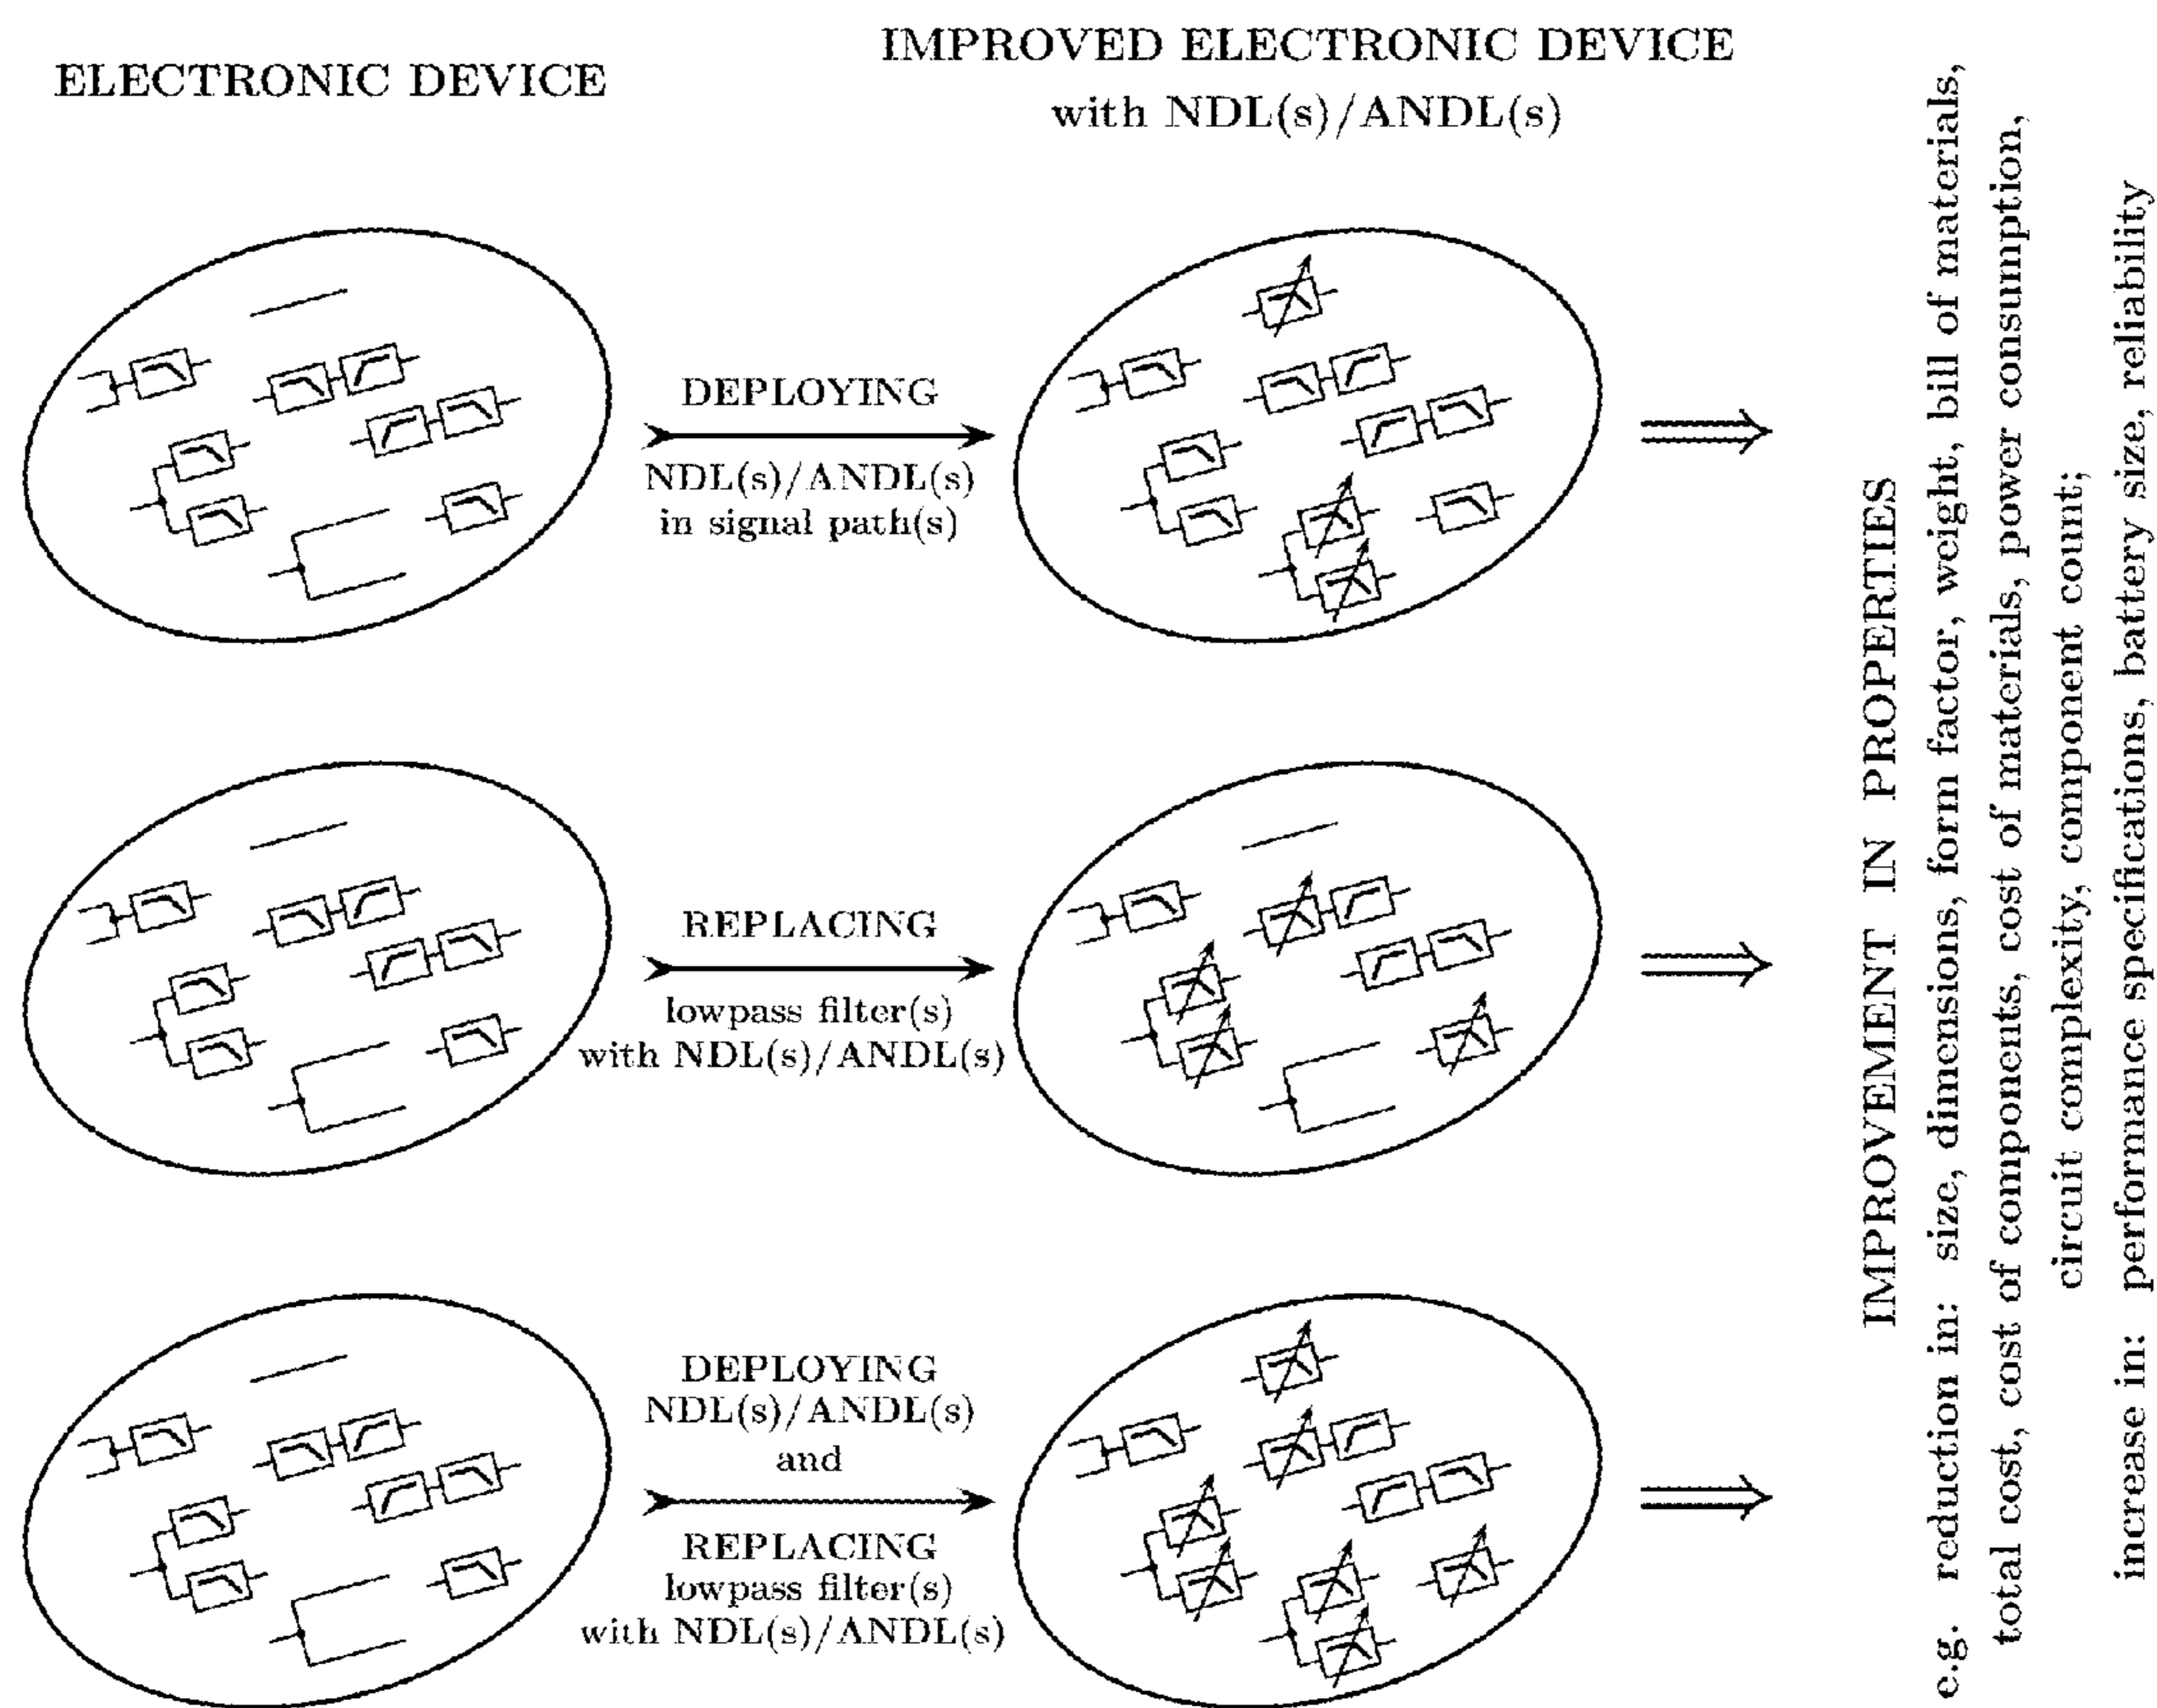 ELECTRONIC DEVICE
IMPROVED ELECTRONIC DEVICE
with NDL(s)/ANDL(s)
DEPLOYING
NDL(s)/ANDL(s)
in signal path(s)
REPLACING
lowpass filter(s)
with NDL(s)/ANDL(s)
DEPLOYING
NDL(s)/ANDL(s)
and
REPLACING
lowpass filter(s)
with NDL(s)/ANDL(s)
IMPROVEMENT IN PROPERTIES
e.g. reduction in: size, dimensions, form factor, weight, bill of materials,
total cost, cost of components, cost of materials, power consumption,
circuit complexity, component count;
increase in: performance specifications, battery size, reliability